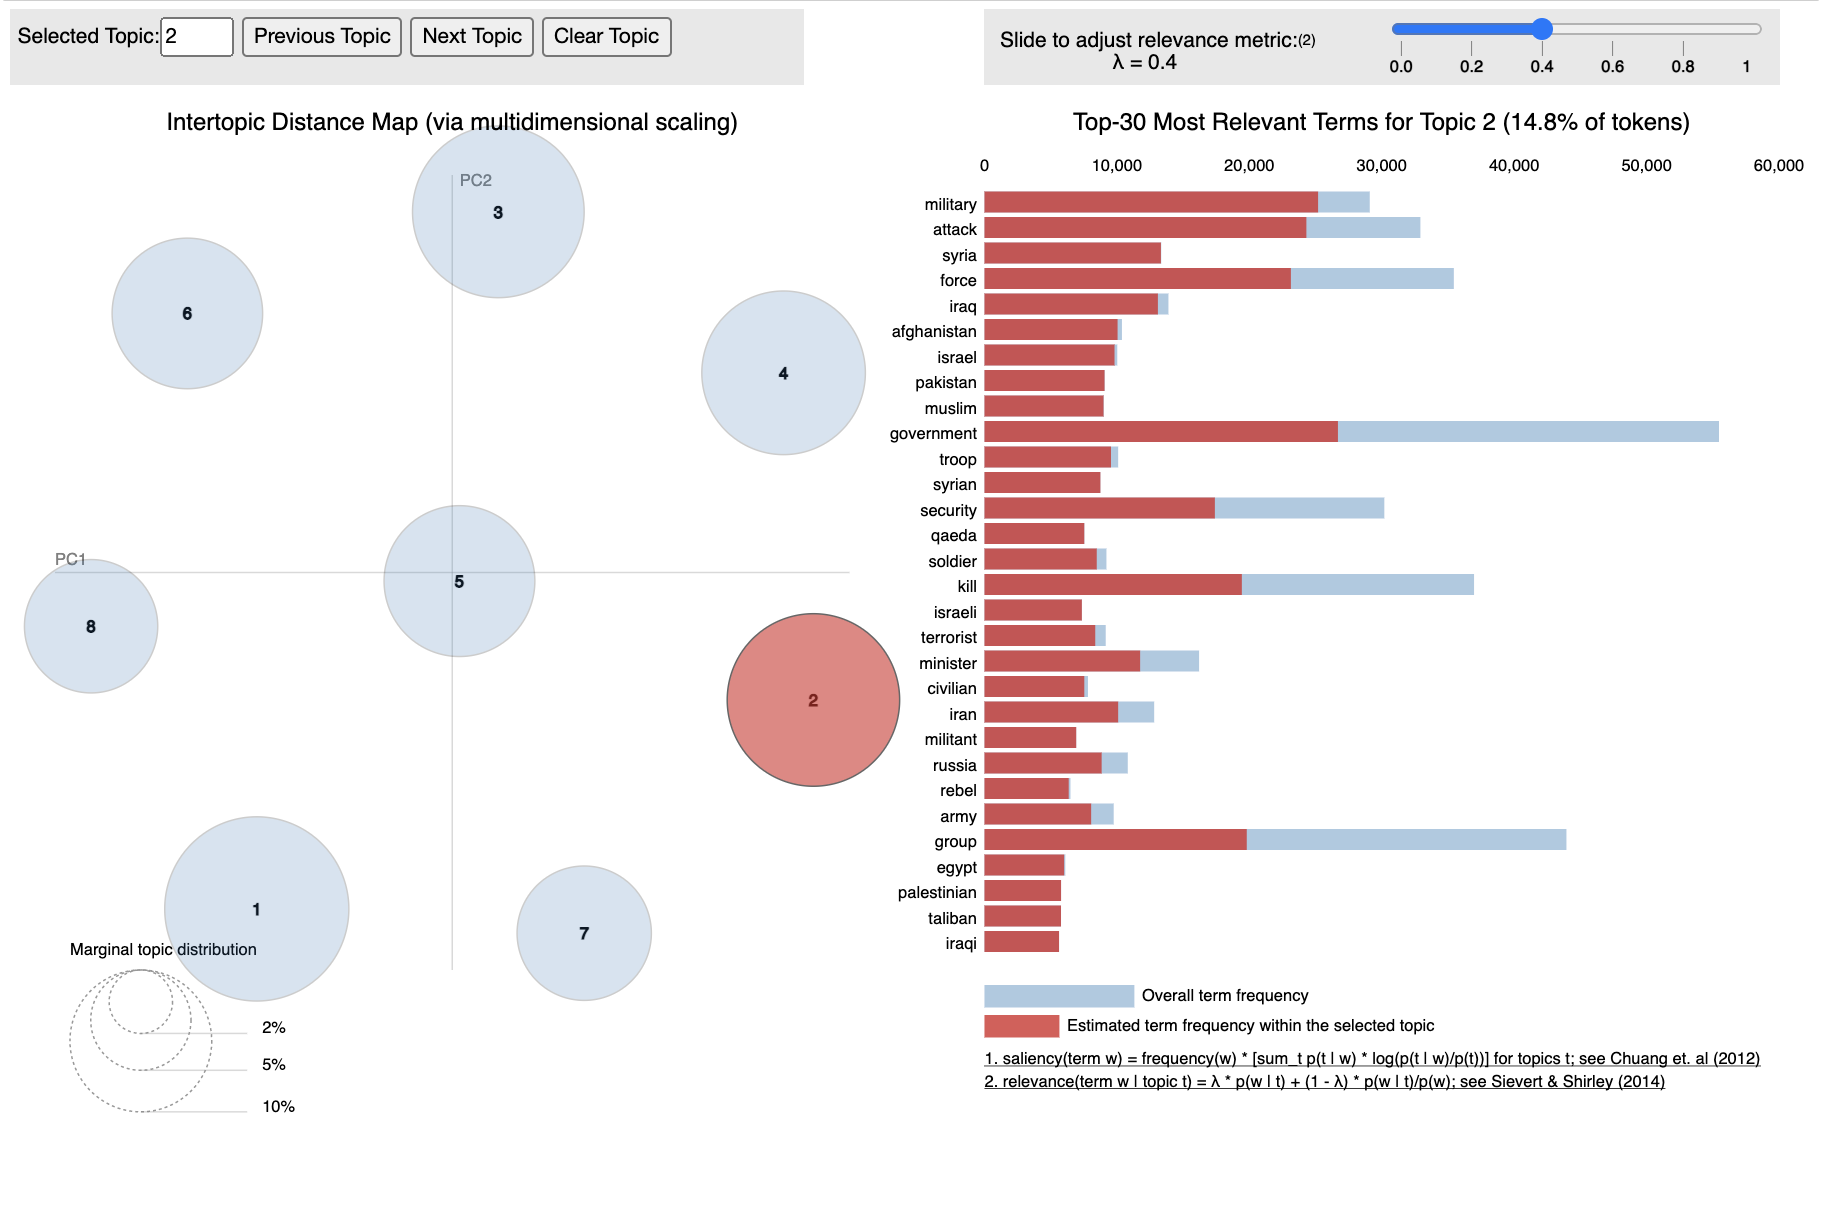 Selected Topic: 2 Previous Topic Next Topic Clear Topic
Slide to adjust relevance metric:(2)
λ = 0.4
0.0 0.2 0.4 0.6 0.8 1
Intertopic Distance Map (via multidimensional scaling)
PC2
3
6
4
PC1
5
8
2
1
7
Marginal topic distribution
2%
5%
10%
Top-30 Most Relevant Terms for Topic 2 (14.8% of tokens)
0 10,000 20,000 30,000 40,000 50,000 60,000
military
attack
syria
force
iraq
afghanistan
israel
pakistan
muslim
government
troop
syrian
security
qaeda
soldier
kill
israeli
terrorist
minister
civilian
iran
militant
russia
rebel
army
group
egypt
palestinian
taliban
iraqi
Overall term frequency
Estimated term frequency within the selected topic
1. saliency(term w) = frequency(w) * [sum_t p(t | w) * log(p(t | w)/p(t))] for topics t; see Chuang et. al (2012)
2. relevance(term w | topic t) = λ * p(w | t) + (1 - λ) * p(w | t)/p(w); see Sievert & Shirley (2014)